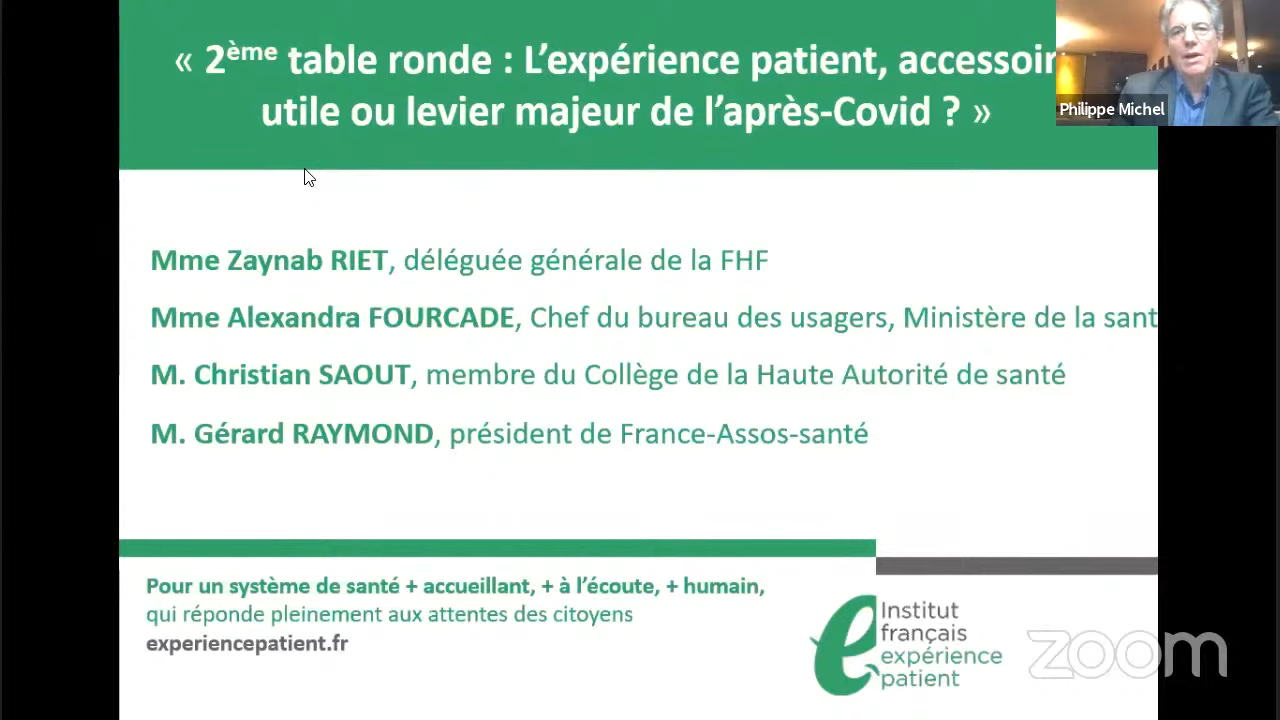 « 2ème table ronde : L’expérience patient, accessoir
utile ou levier majeur de l’après-Covid ? »
Philippe Michel
Mme Zaynab RIET, déléguée générale de la FHF
Mme Alexandra FOURCADE, Chef du bureau des usagers, Ministère de la sant
M. Christian SAOUT, membre du Collège de la Haute Autorité de santé
M. Gérard RAYMOND, président de France-Assos-santé
Pour un système de santé + accueillant, + à l’écoute, + humain,
qui réponde pleinement aux attentes des citoyens
experiencepatient.fr
Institut
français
expérience
patient
zoom